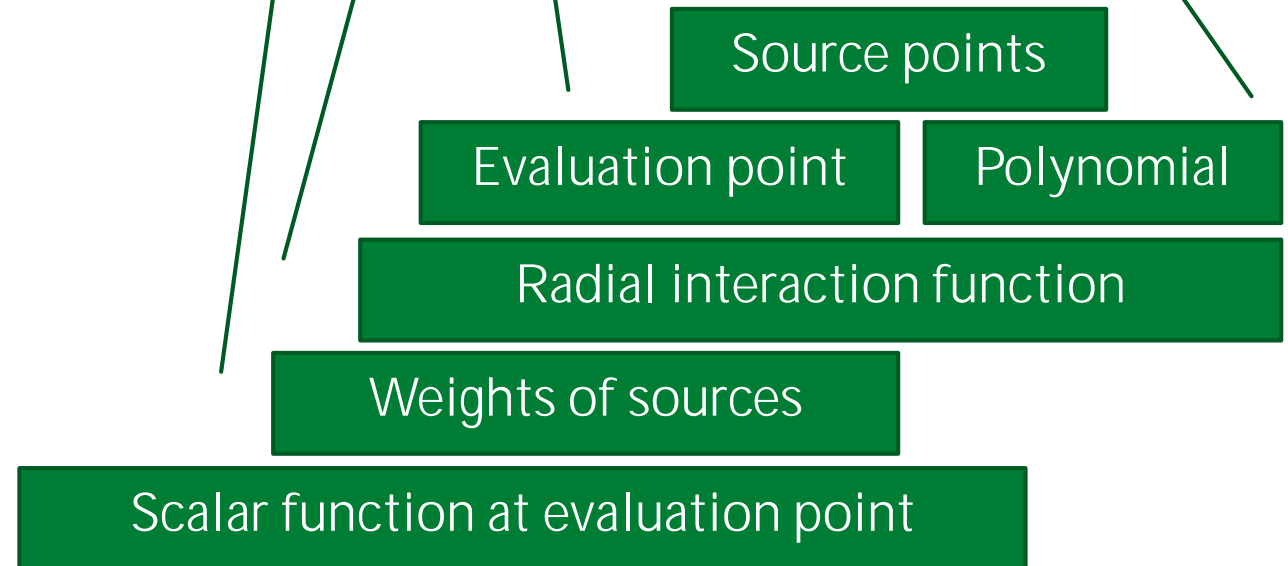 Source points
Evaluation point
Polynomial
Radial interaction function
Weights of sources
Scalar function at evaluation point